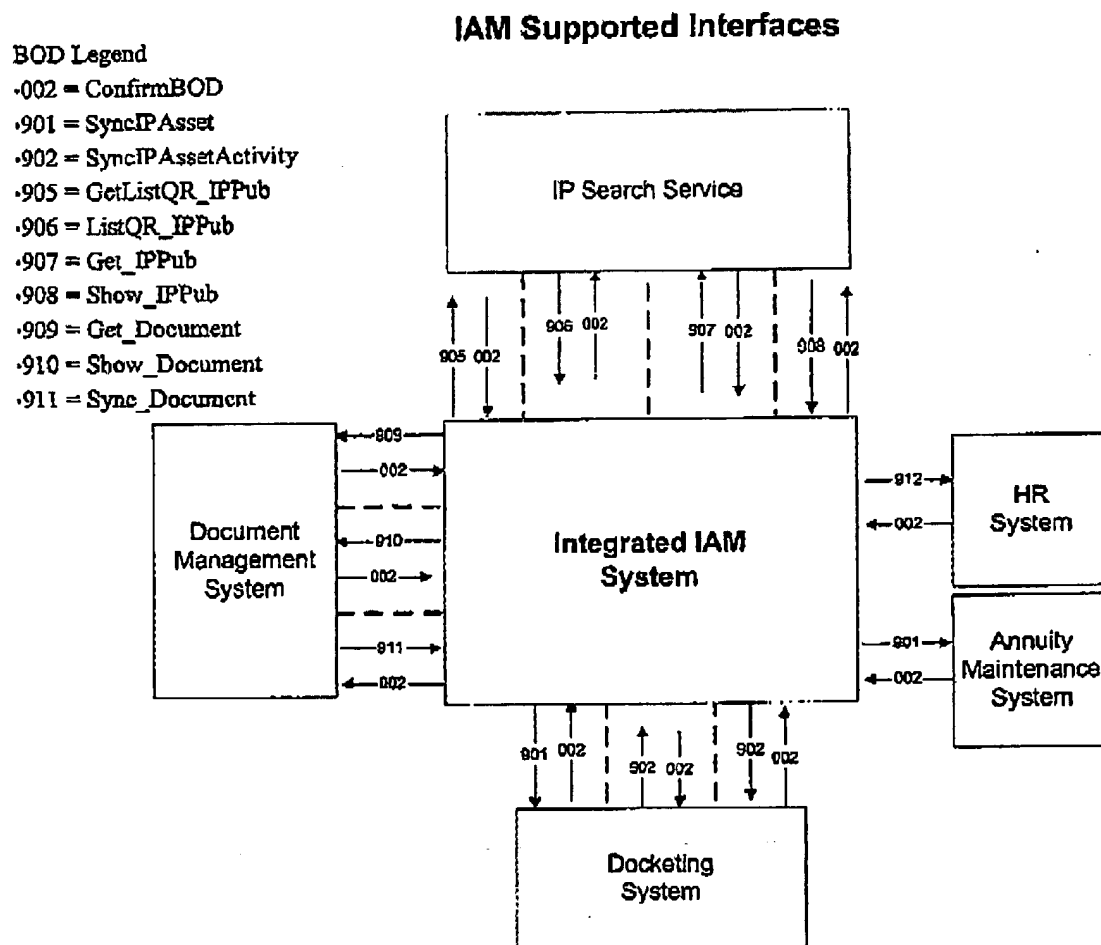 IAM Supported Interfaces
BOD Legend
·002 = ConfirmBOD
·901 = SyncIPAsset
·902 = SyncIPAssetActivity
·905 = GetListQR_IPPub
·906 = ListQR_IPPub
·907 = Get_IPPub
·908 = Show_IPPub
·909 = Get_Document
·910 = Show_Document
·911 = Sync_Document
IP Search Service
905
002
906
002
907
002
908
002
909
002
910
002
911
002
Document
Management
System
Integrated IAM
System
912
002
HR
System
901
002
Annuity
Maintenance
System
901
002
902
002
902
002
Docketing
System